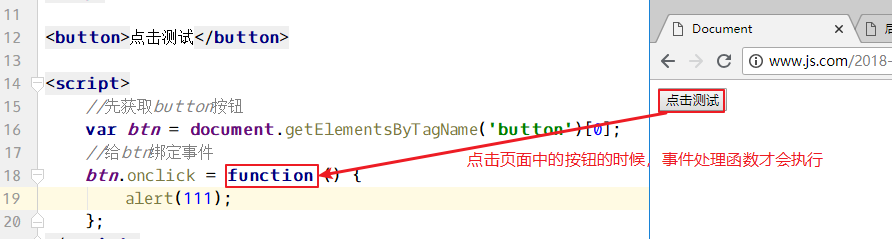 11
12 <button>点击测试</button>
13
14 <script>
15 //先获取button按钮
16 var btn = document.getElementsByTagName('button')[0];
17 //给btn绑定事件
18 btn.onclick = function () {
19 alert(111);
20 };
Document
www.js.com/2018-
点击测试
点击页面中的按钮的时候，事件处理函数才会执行